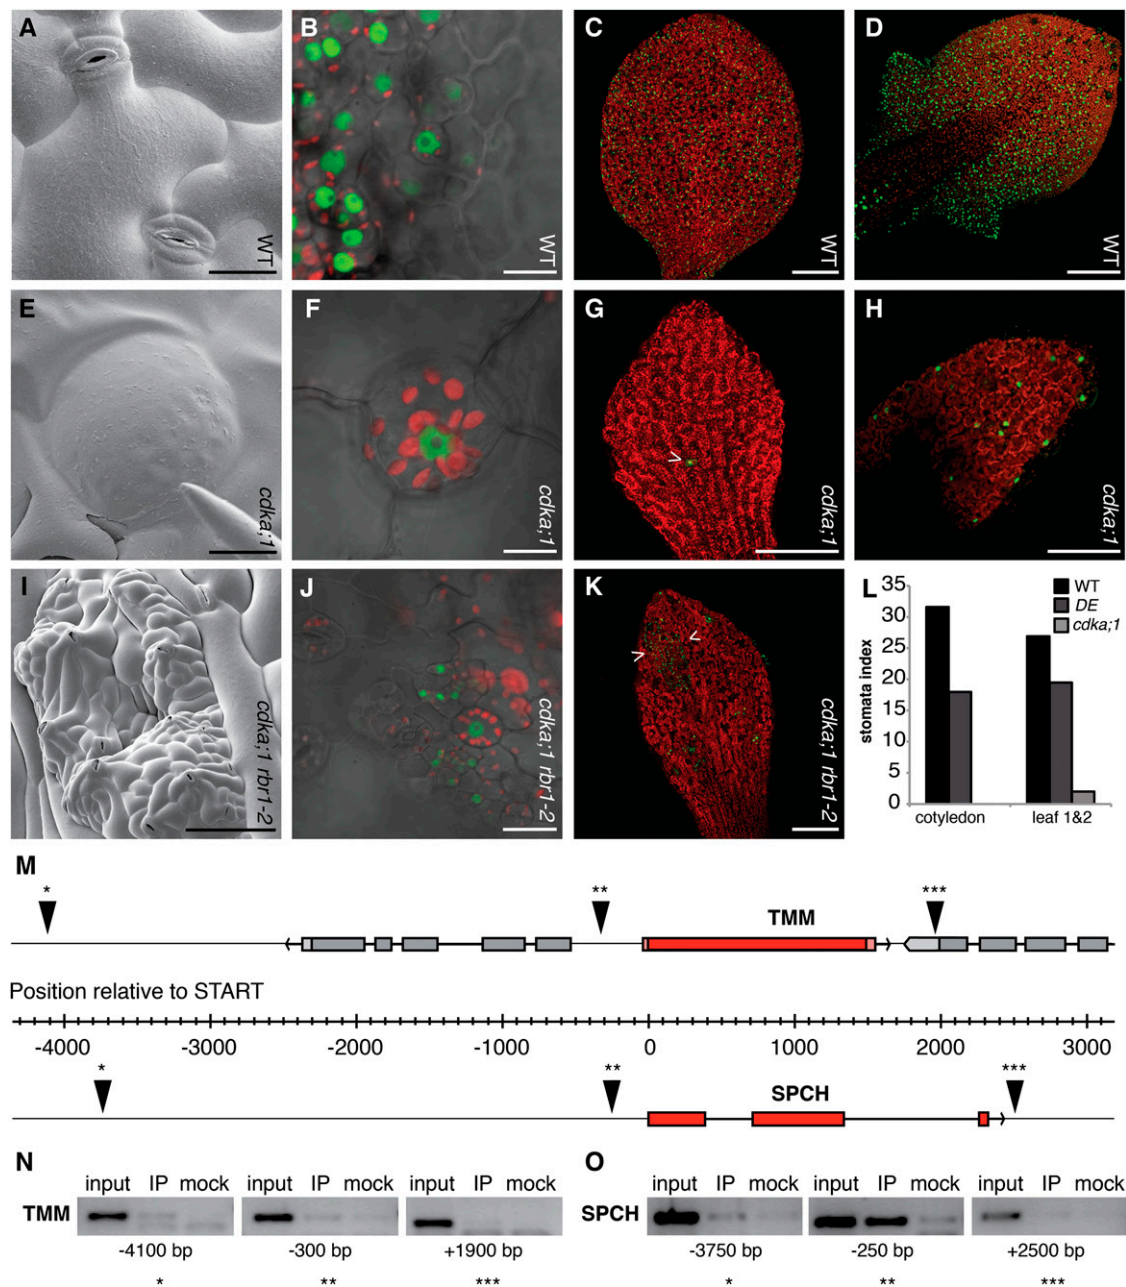 A
WT
B
WT
C
WT
D
WT
E
cdka;1
F
cdka;1
G
>
cdka;1
H
cdka;1
I
cdka;1 rbr1-2
J
cdka;1 rbr1-2
K
>
<
cdka;1 rbr1-2
L
35
30
25
20
15
10
5
0
stomata index
WT
DE
cdka;1
cotyledon leaf 1&2
M
* ** ***
TMM
Position relative to START
-4000 -3000 -2000 -1000 0 1000 2000 3000
* ** ***
SPCH
N
input IP mock input IP mock input IP mock
TMM
-4100 bp -300 bp +1900 bp
* ** ***
O
input IP mock input IP mock input IP mock
SPCH
-3750 bp -250 bp +2500 bp
* ** ***